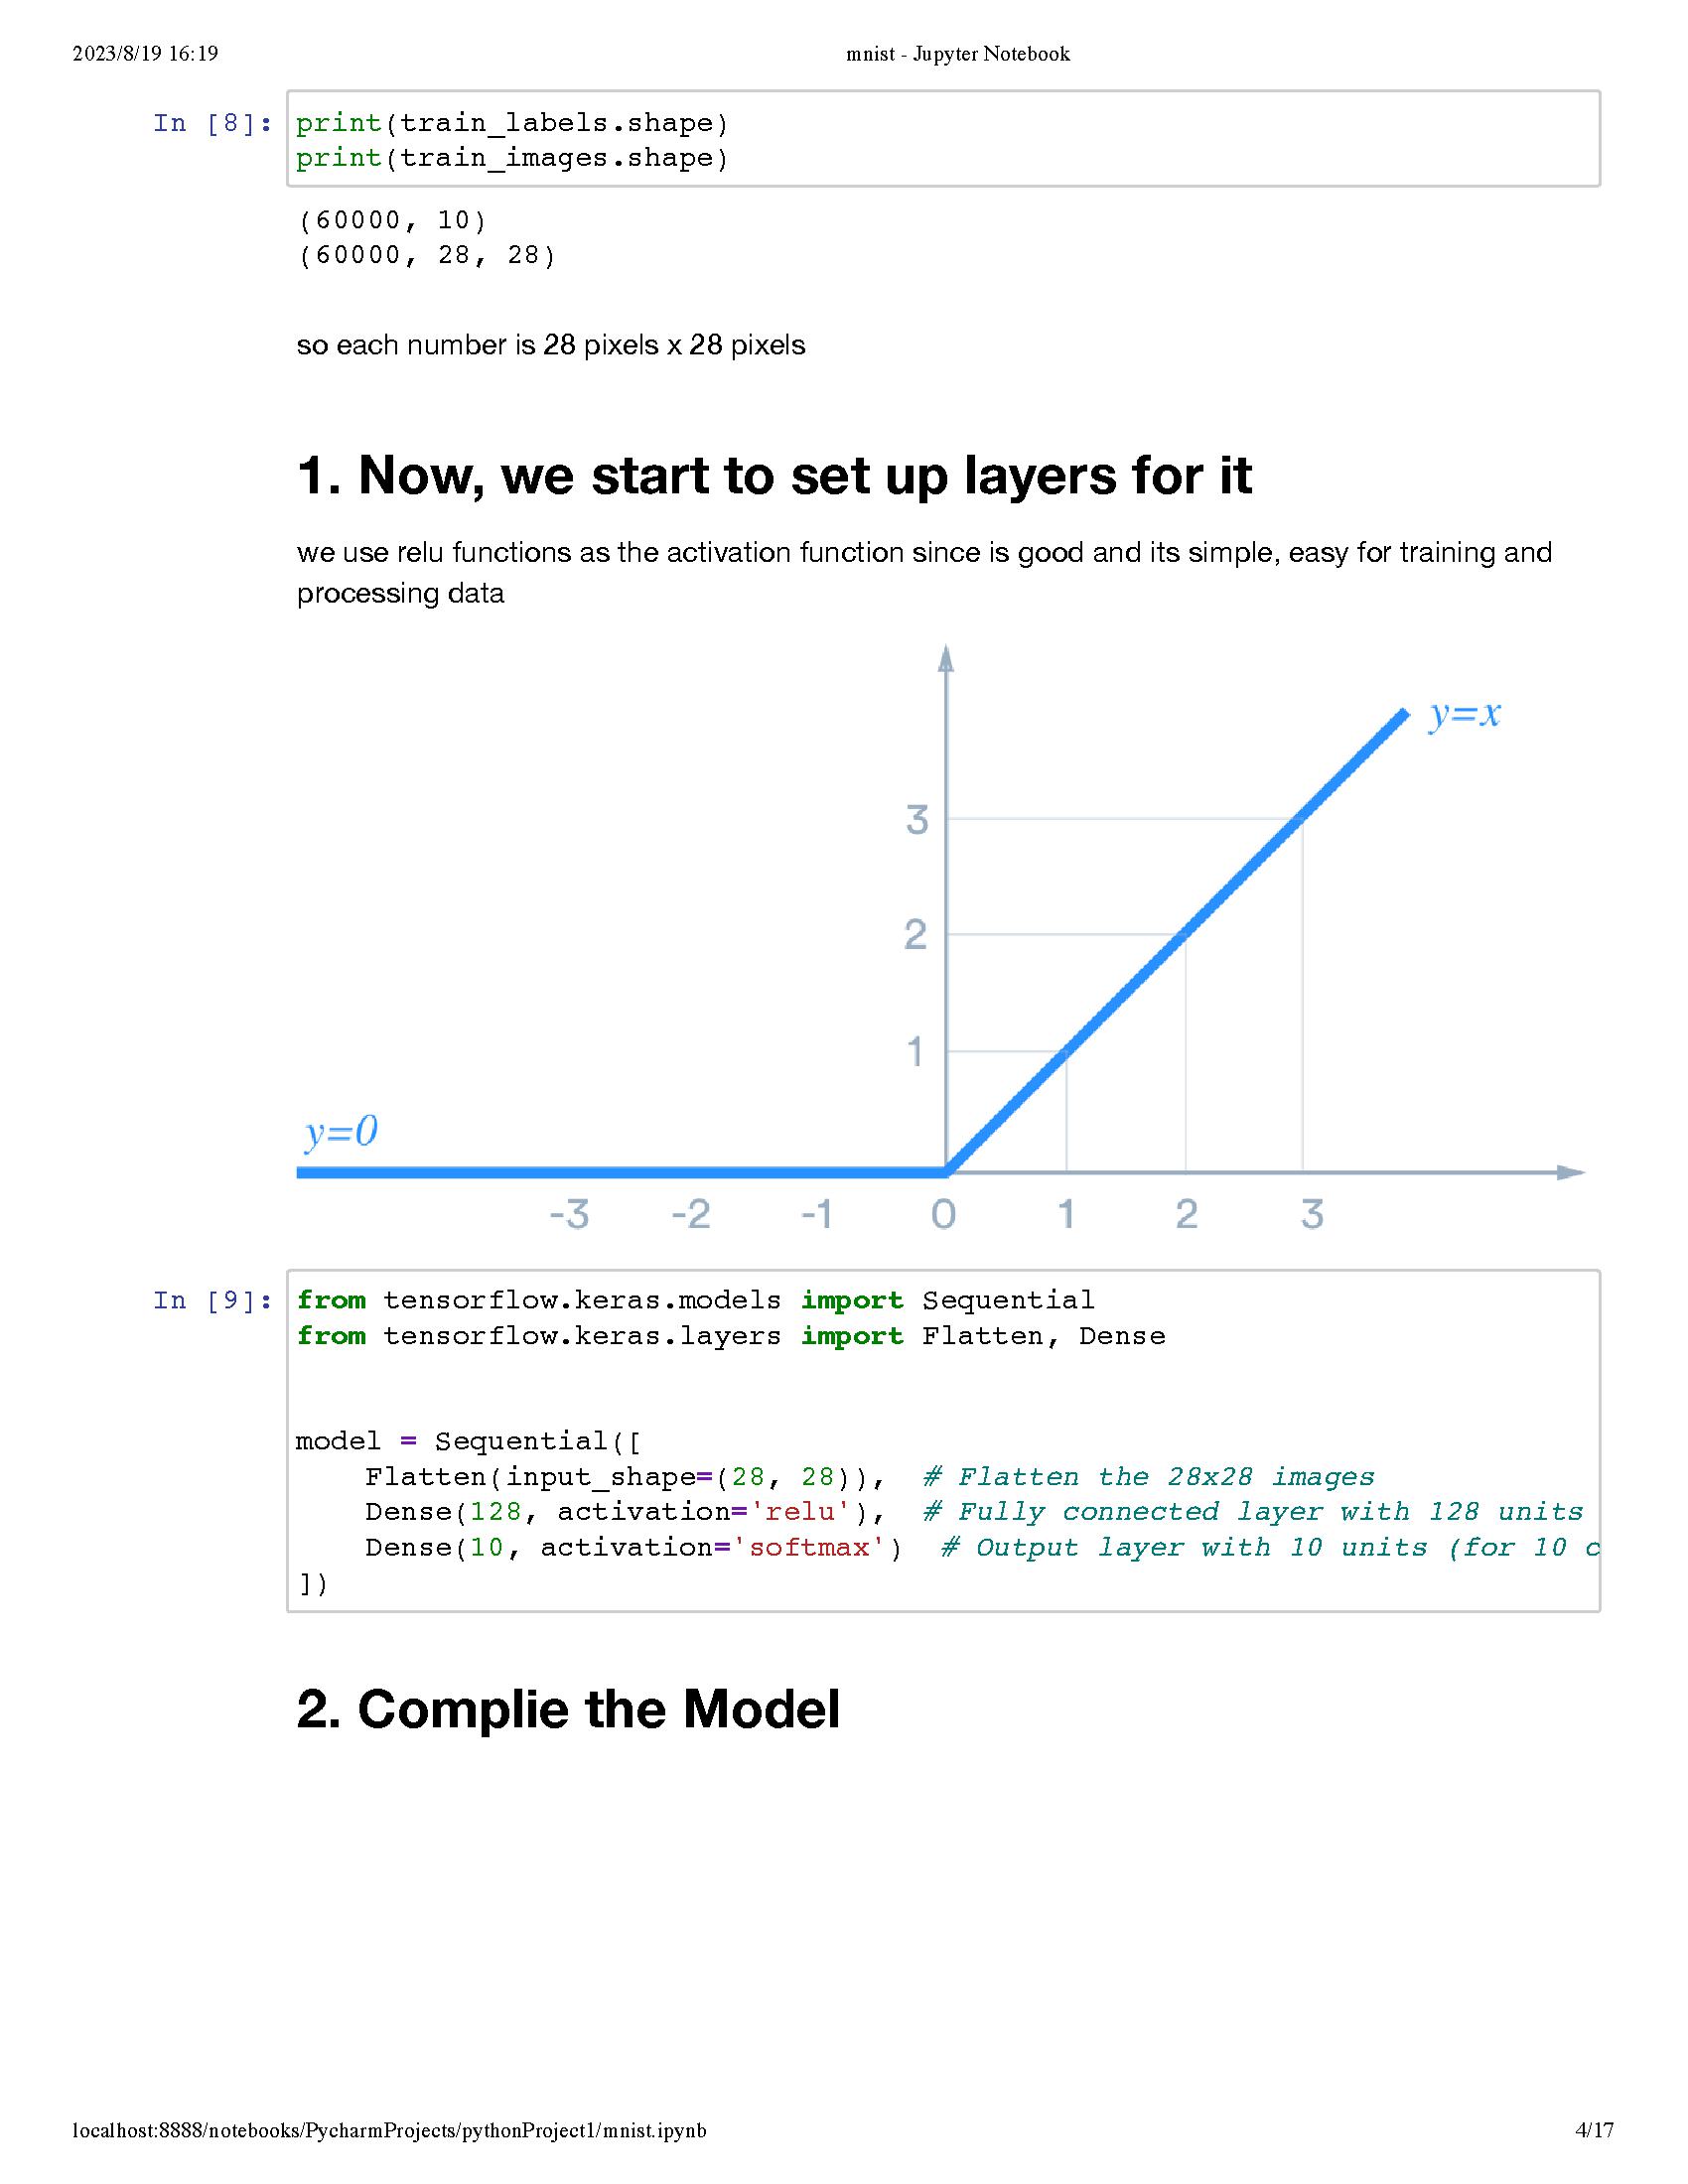 2023/8/19 16:19
mnist - Jupyter Notebook
In [8]: print(train_labels.shape)
print(train_images.shape)
(60000, 10)
(60000, 28, 28)
so each number is 28 pixels x 28 pixels
1. Now, we start to set up layers for it
we use relu functions as the activation function since is good and its simple, easy for training and
processing data
y=x
3
2
1
y=0
-3 -2 -1 0 1 2 3
In [9]: from tensorflow.keras.models import Sequential
from tensorflow.keras.layers import Flatten, Dense
model = Sequential([
    Flatten(input_shape=(28, 28)),  # Flatten the 28x28 images
    Dense(128, activation='relu'),  # Fully connected layer with 128 units
    Dense(10, activation='softmax')  # Output layer with 10 units (for 10 c
])
2. Complie the Model
localhost:8888/notebooks/PycharmProjects/pythonProject1/mnist.ipynb
4/17